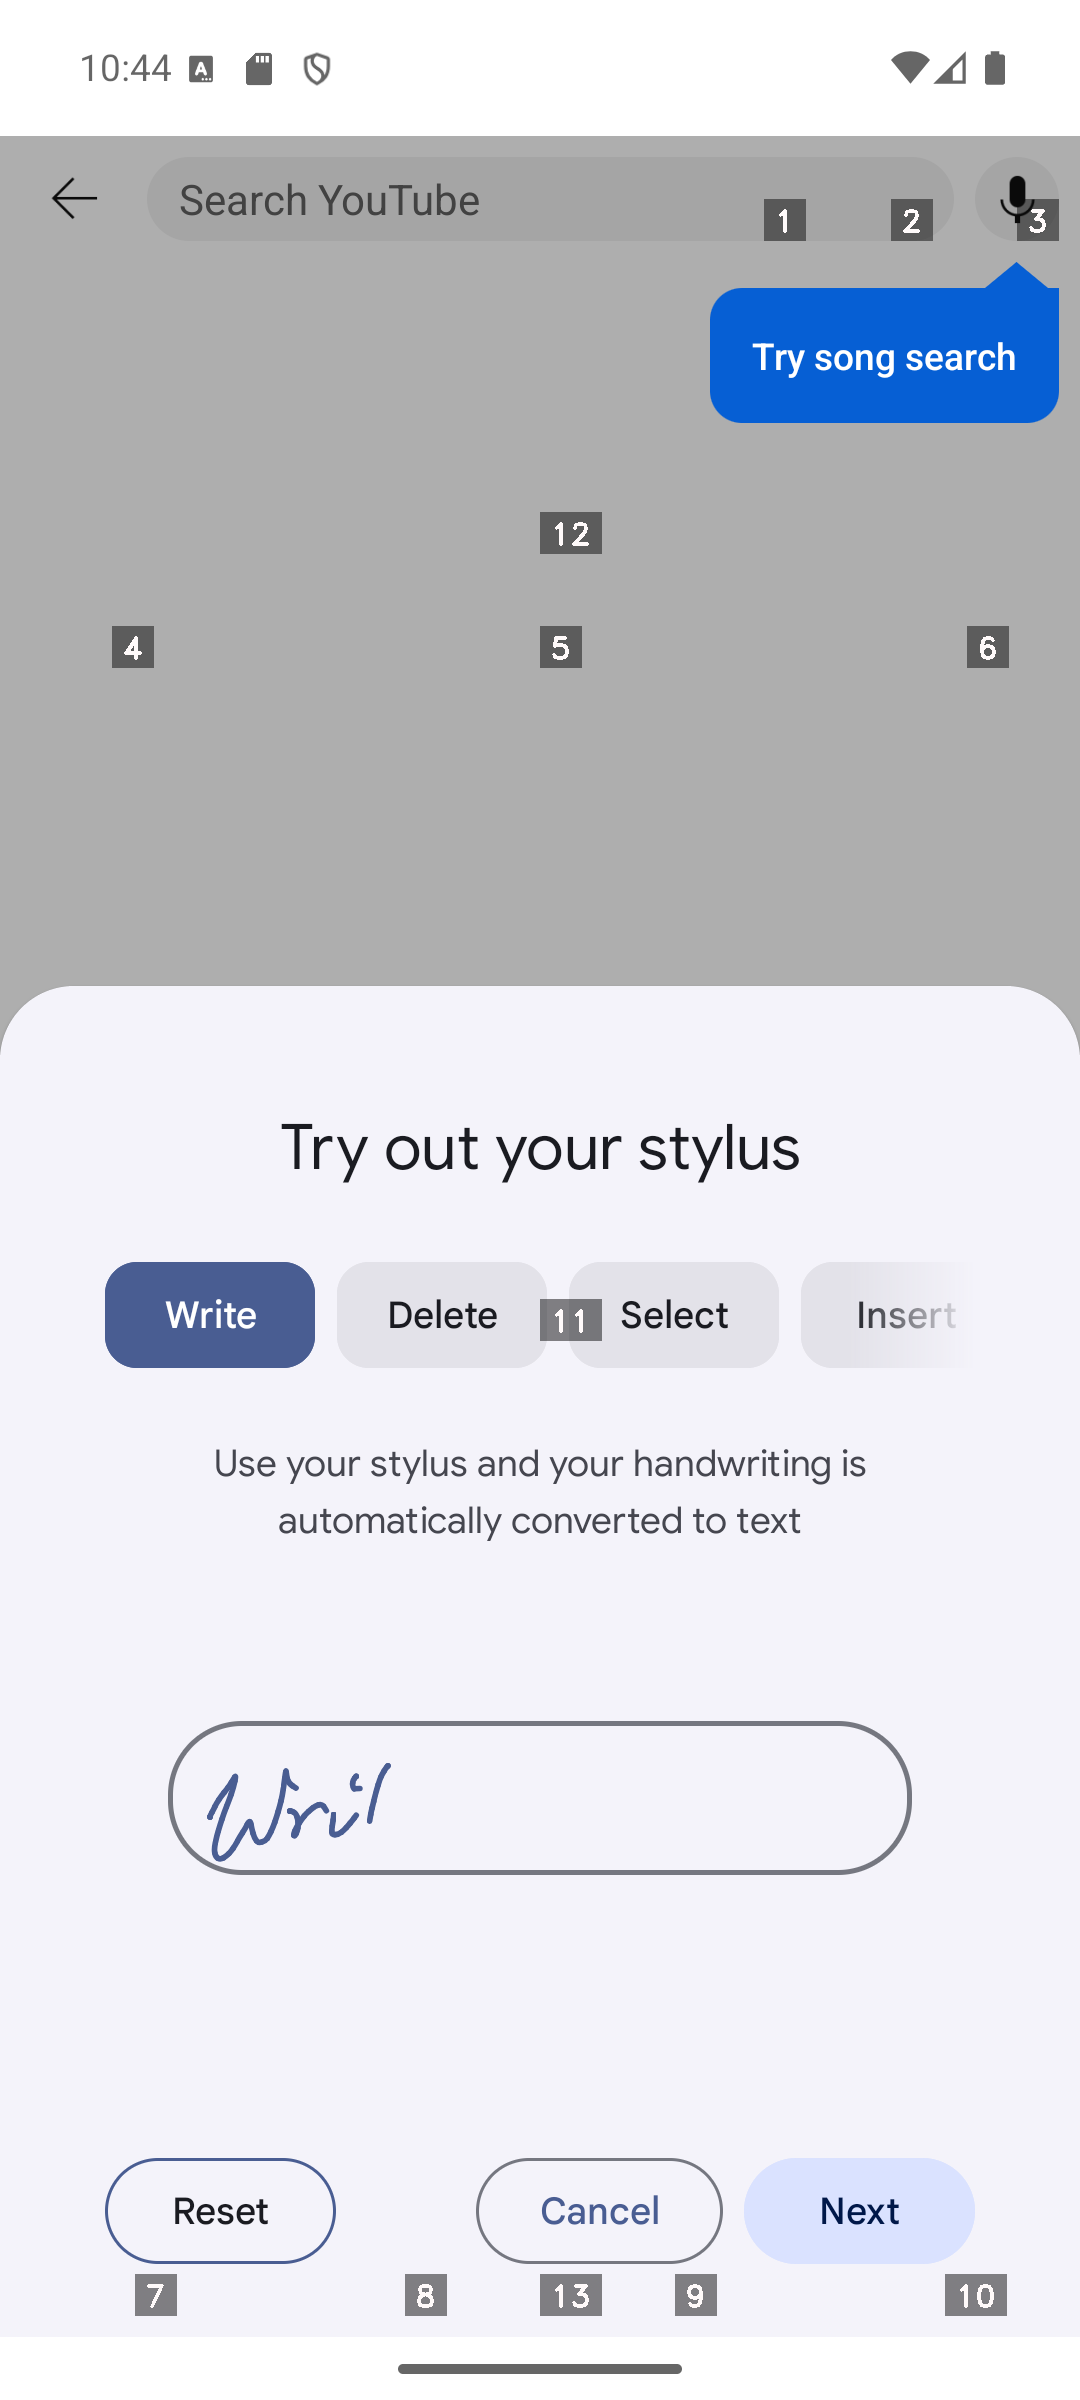 10:44
Search YouTube
1 2 3
Try song search
12
4 5 6
Try out your stylus
Write Delete 11 Select Insert
Use your stylus and your handwriting is
automatically converted to text
Writ
Reset Cancel Next
7 8 13 9 10